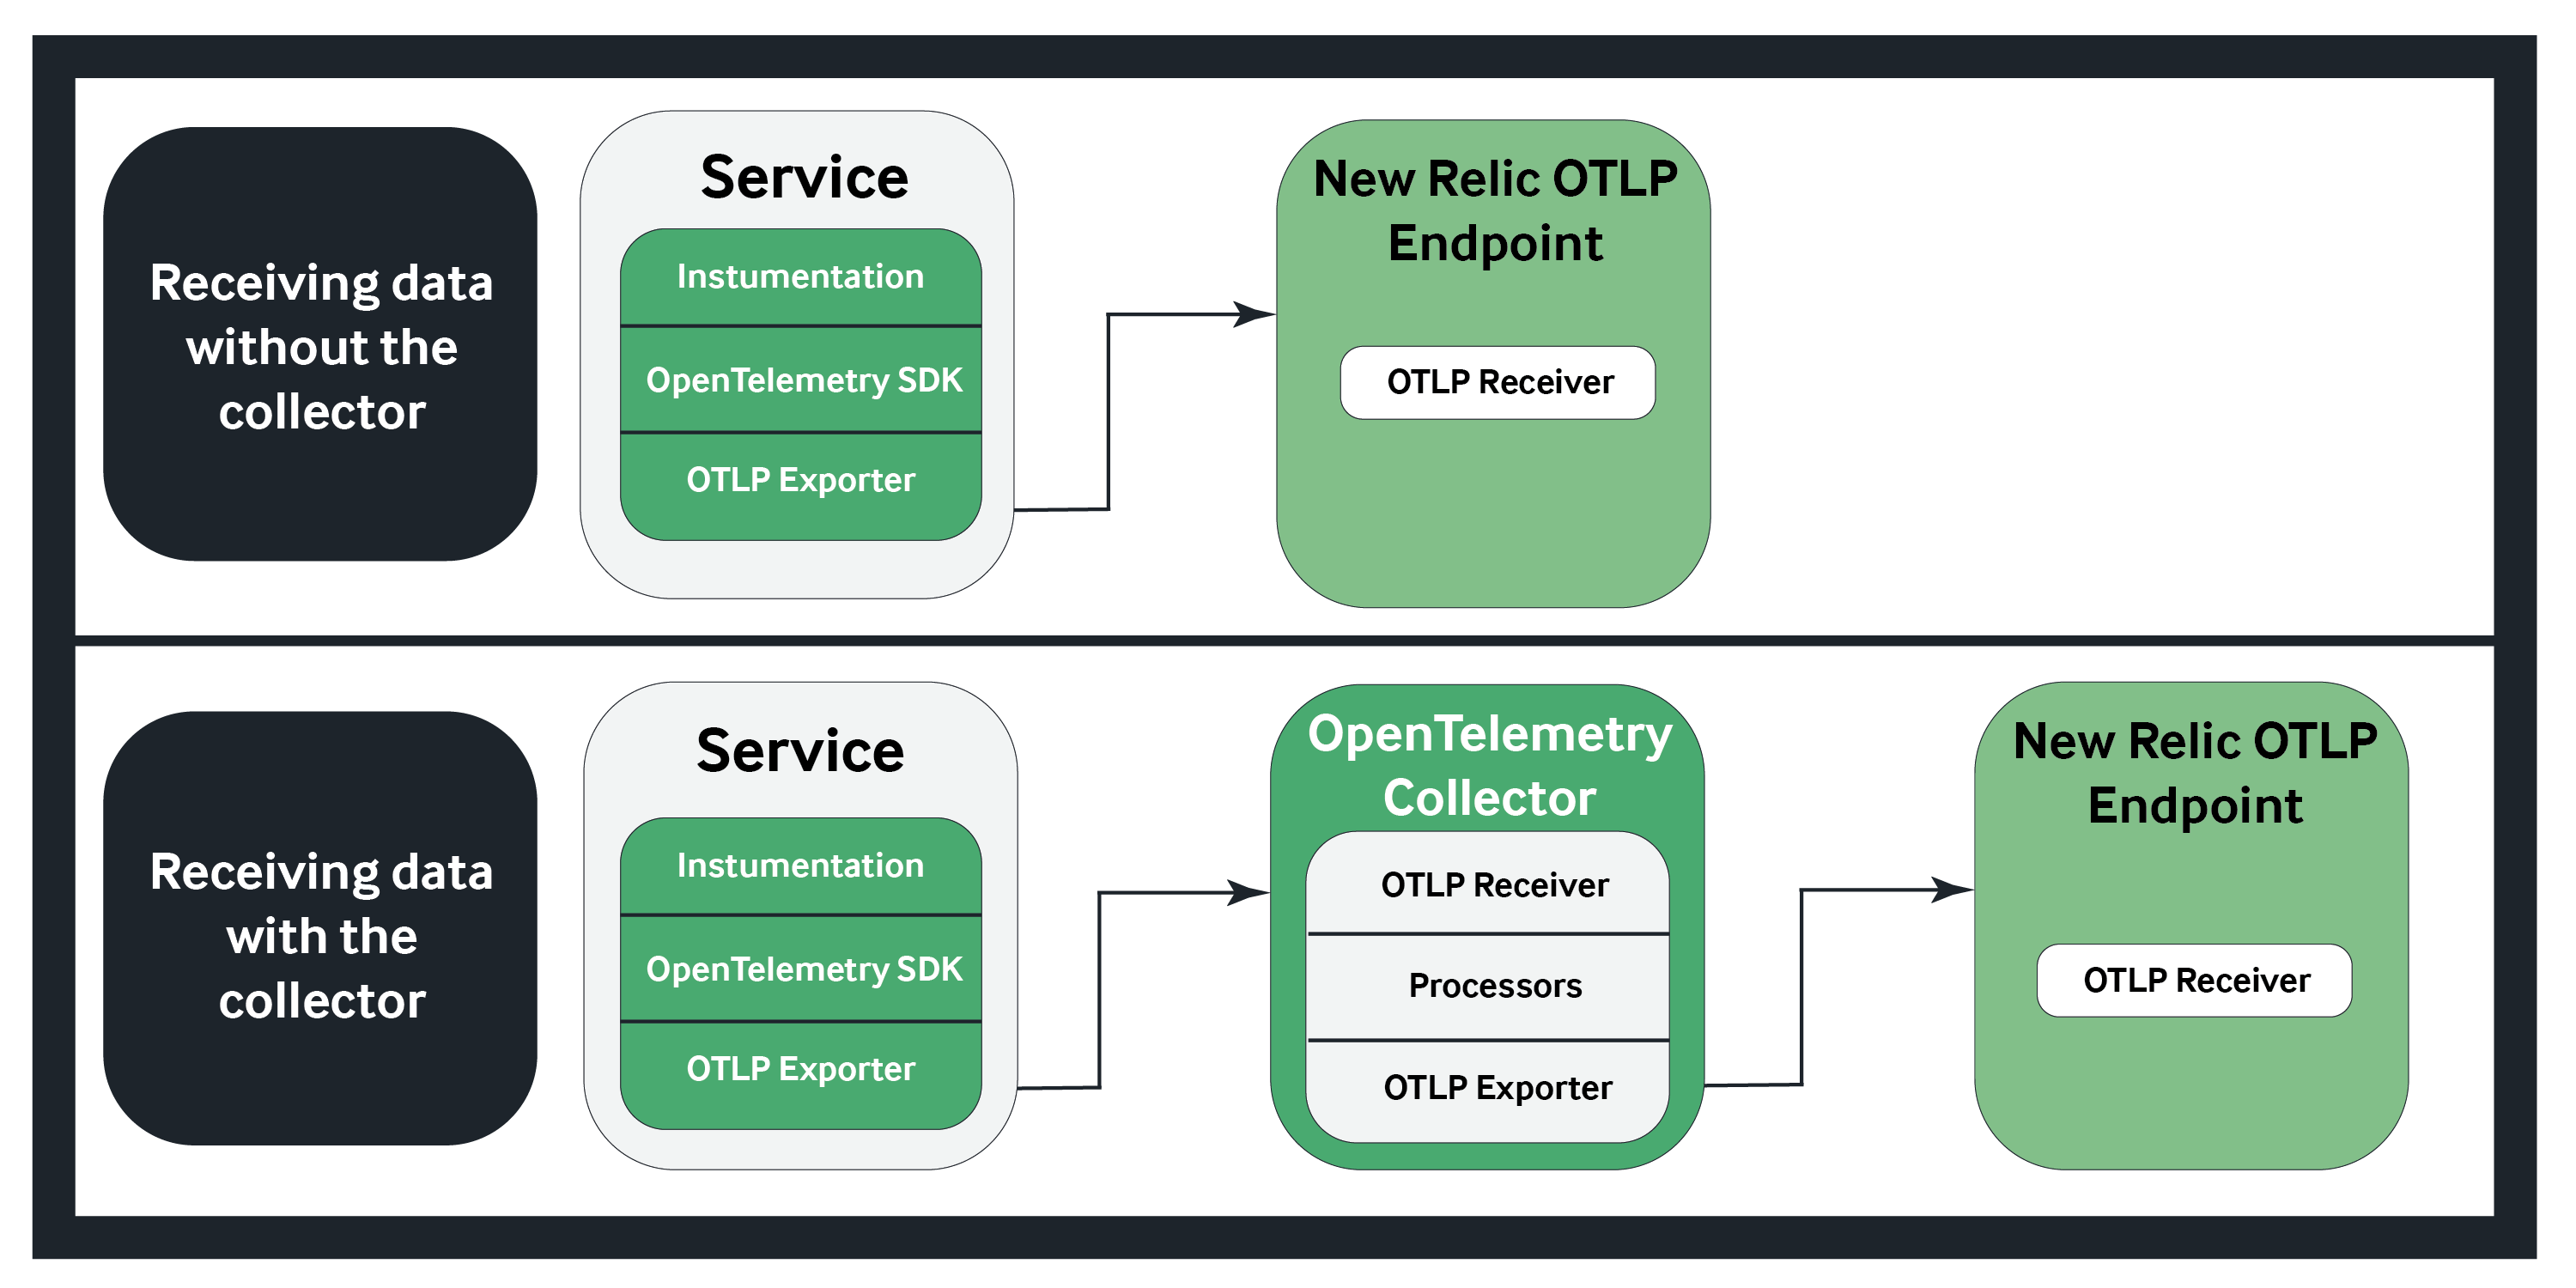 Receiving data
without the
collector
Service
Instumentation
OpenTelemetry SDK
OTLP Exporter
New Relic OTLP
Endpoint
OTLP Receiver
Receiving data
with the
collector
Service
Instumentation
OpenTelemetry SDK
OTLP Exporter
OpenTelemetry
Collector
OTLP Receiver
Processors
OTLP Exporter
New Relic OTLP
Endpoint
OTLP Receiver